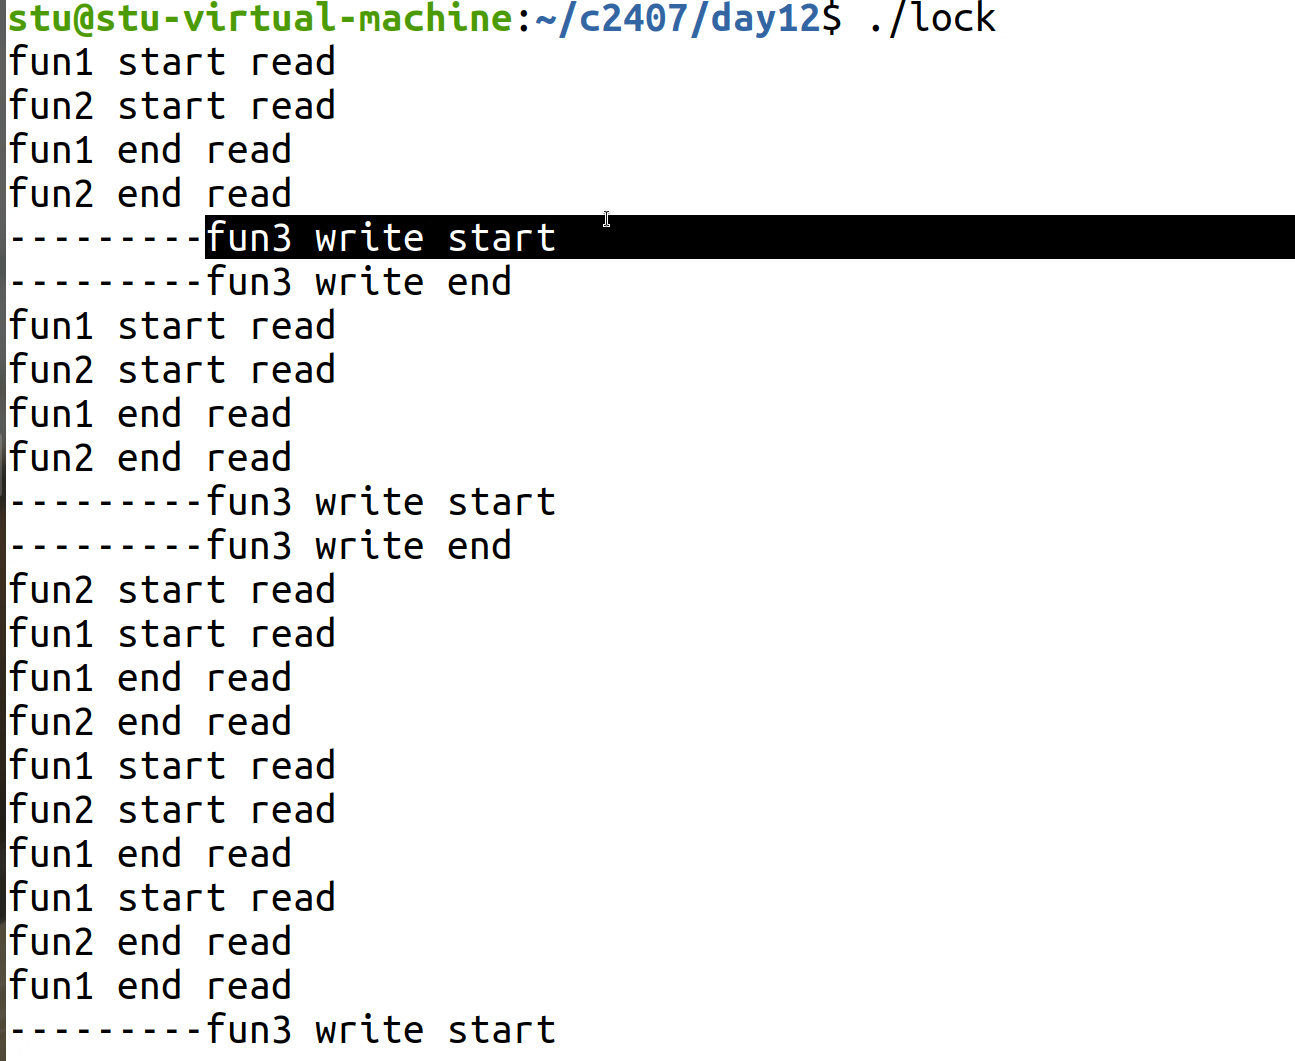 stu@stu-virtual-machine:~/c2407/day12$ ./lock
fun1 start read
fun2 start read
fun1 end read
fun2 end read
---------fun3 write start
---------fun3 write end
fun1 start read
fun2 start read
fun1 end read
fun2 end read
---------fun3 write start
---------fun3 write end
fun2 start read
fun1 start read
fun1 end read
fun2 end read
fun1 start read
fun2 start read
fun1 end read
fun1 start read
fun2 end read
fun1 end read
---------fun3 write start